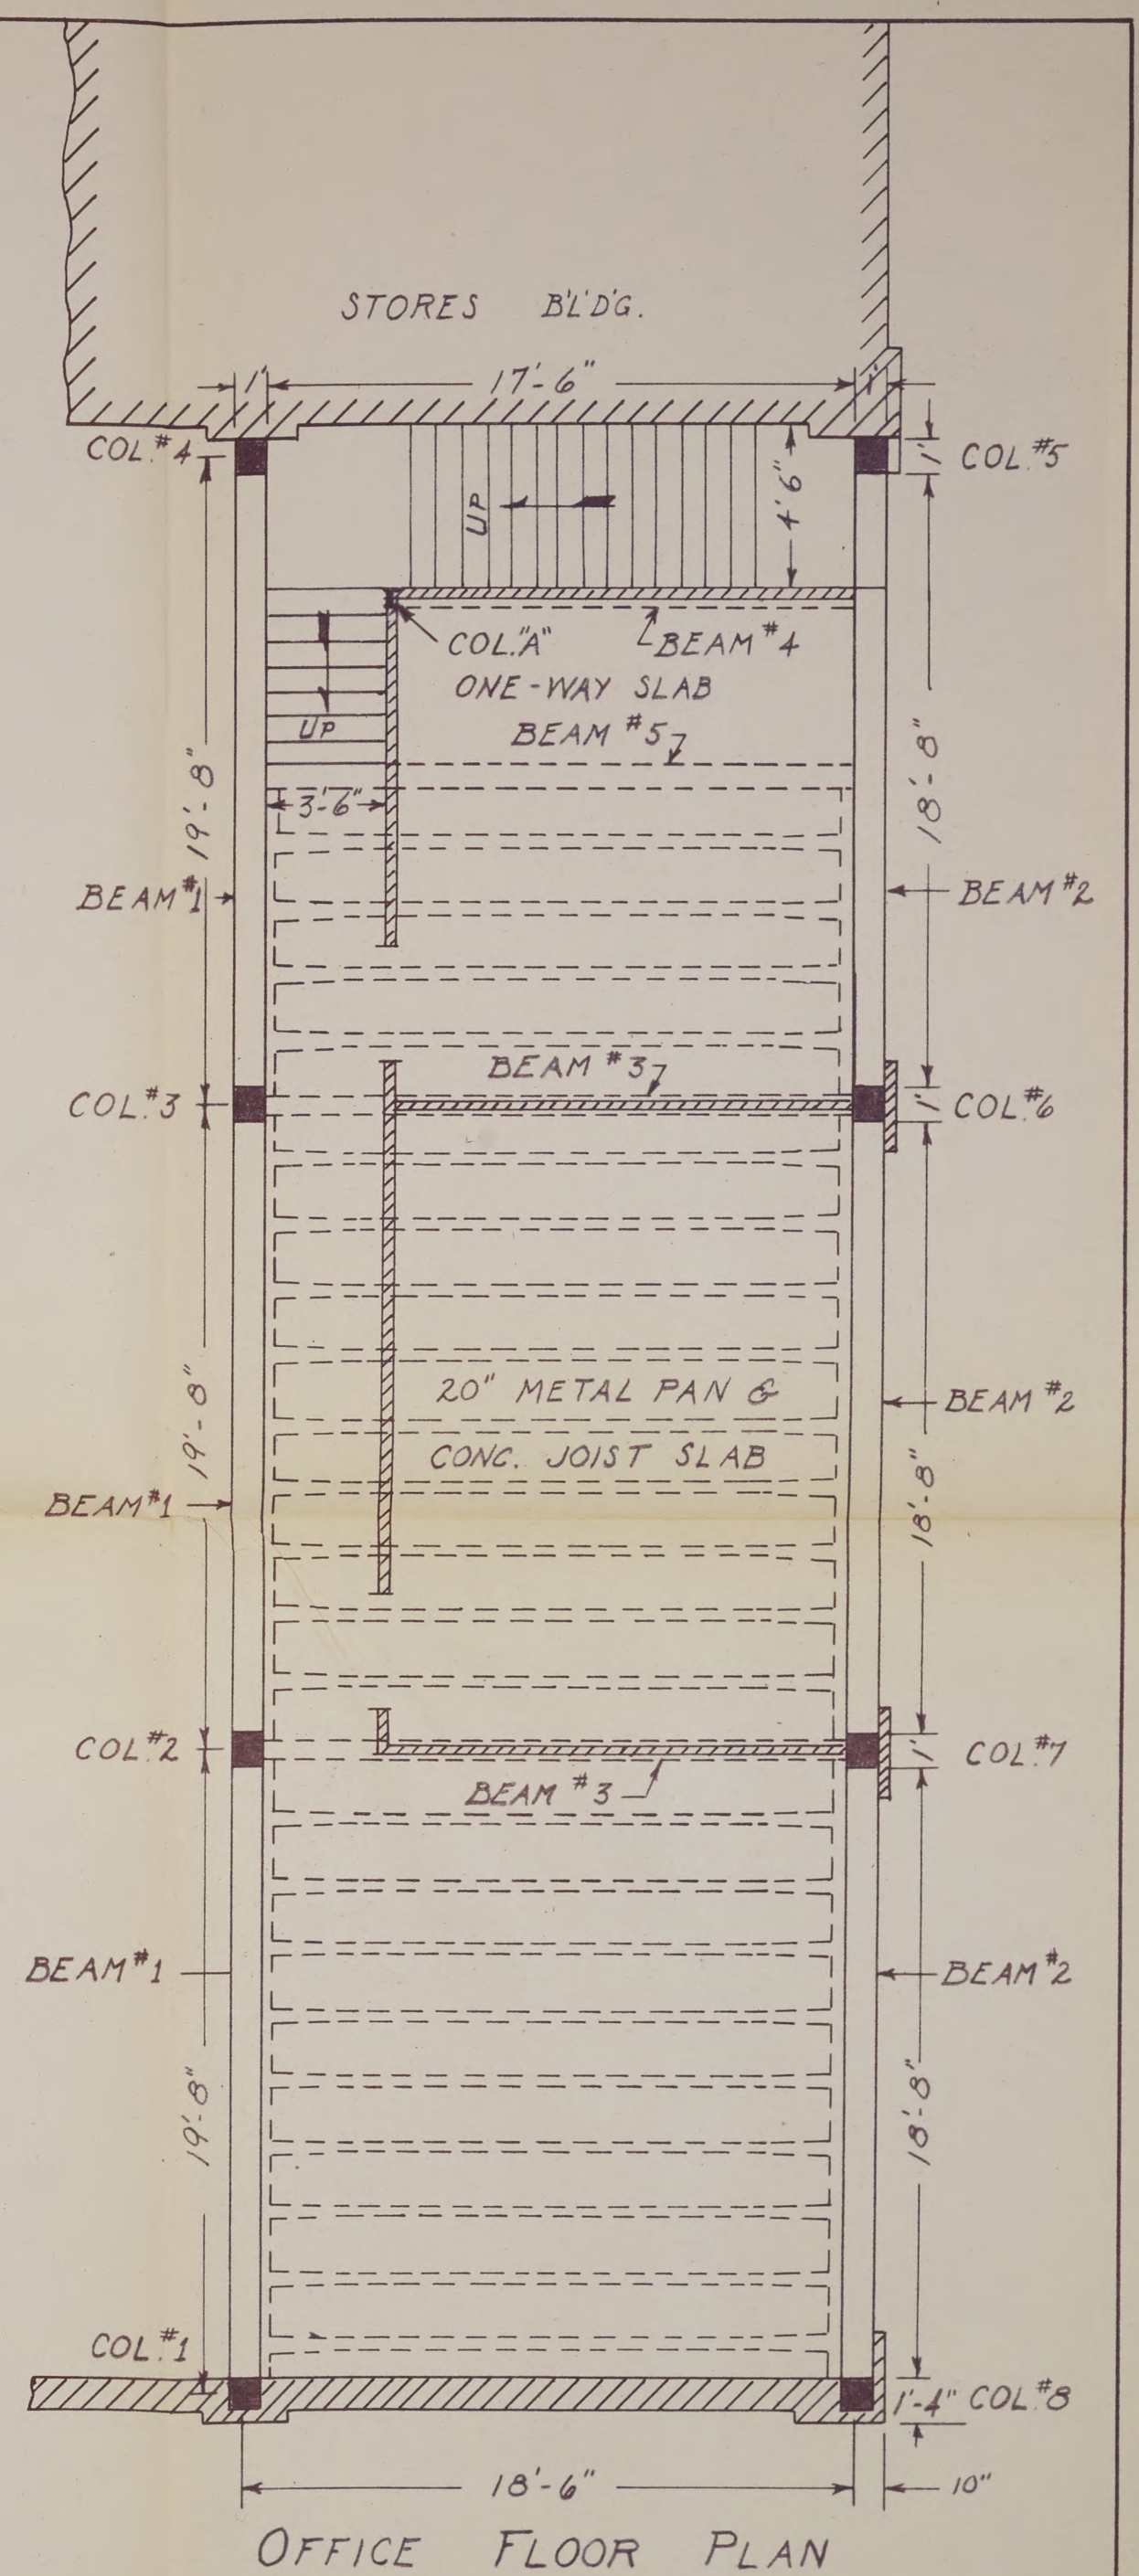 STORES B'L'D'G.
1' 17'-6" 1'
COL.#4 1' COL.#5
UP 4'6"
COL."A" BEAM #4
ONE-WAY SLAB
BEAM #5
UP
19'-8" 18'-8"
3'-6"
BEAM #1 BEAM #2
BEAM #3
COL.#3 1' COL.#6
20" METAL PAN &
19'-8" BEAM #2
CONC. JOIST SLAB
BEAM #1 18'-8"
COL.#2 1' COL.#7
BEAM #3
BEAM #1 BEAM #2
19'-8" 18'-8"
COL.#1
1'-4" COL.#8
18'-6" 10"
OFFICE FLOOR PLAN